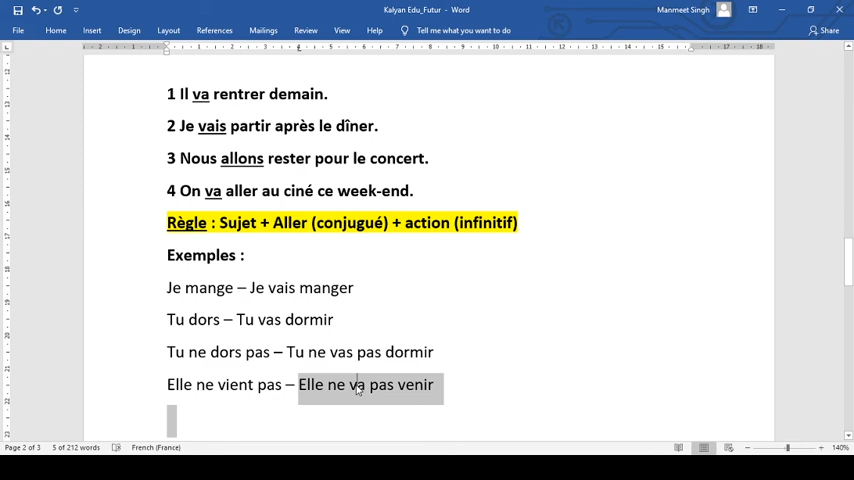 Kalyan Edu_Futur - Word
Manmeet Singh
File Home Insert Draw Design Layout References Mailings Review View Help Tell me what you want to do Share
1 Il va rentrer demain.
2 Je vais partir après le dîner.
3 Nous allons rester pour le concert.
4 On va aller au ciné ce week-end.
Règle : Sujet + Aller (conjugué) + action (infinitif)
Exemples :
Je mange – Je vais manger
Tu dors – Tu vas dormir
Tu ne dors pas – Tu ne vas pas dormir
Elle ne vient pas – Elle ne va pas venir
Page 2 of 3 5 of 212 words French (France) 140%